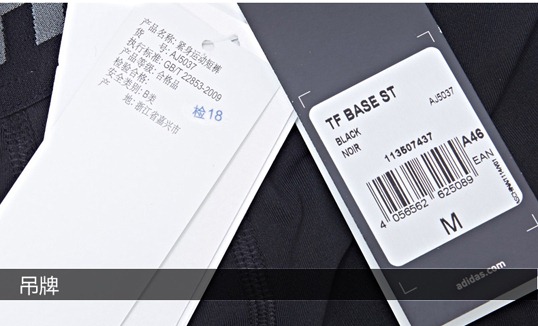 产品名称: 紧身运动短裤
货 号: AJ5037
执行标准: GB/T 22853-2009
产品等级: 合格品
检验合格:
安全类别: B类
产 地: 浙江省嘉兴市
检18
TF BASE ST
AJ5037
BLACK
NOIR
113507437
A46
EAN
4 056562 625089
M
adidas.com
吊牌